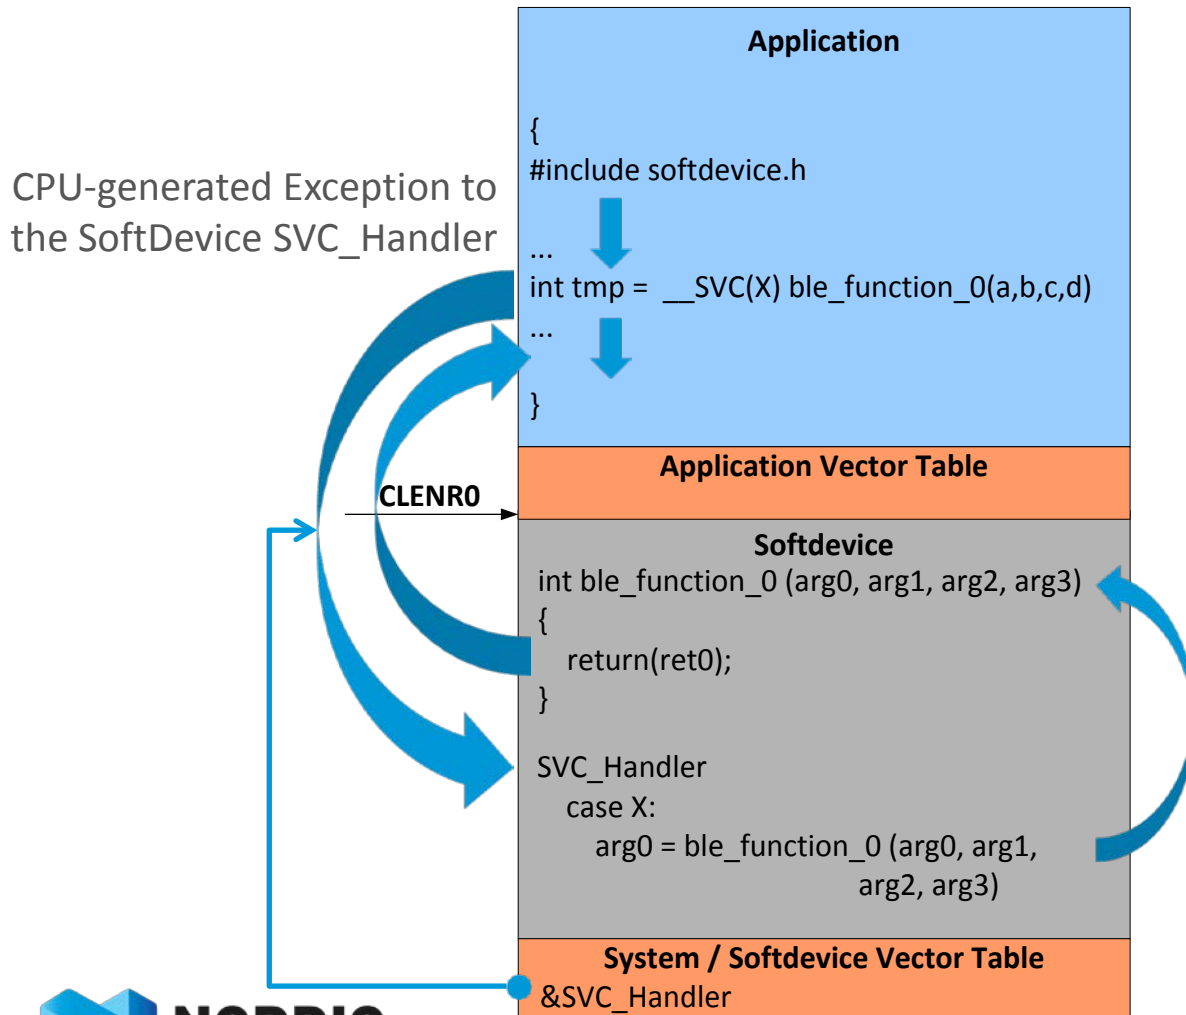 Application
{
#include softdevice.h
CPU-generated Exception to
the SoftDevice SVC_Handler
...
int tmp =  __SVC(X) ble_function_0(a,b,c,d)
...
}
Application Vector Table
CLENR0
Softdevice
int ble_function_0 (arg0, arg1, arg2, arg3)
{
return(ret0);
}
SVC_Handler
case X:
arg0 = ble_function_0 (arg0, arg1,
arg2, arg3)
System / Softdevice Vector Table
&SVC_Handler